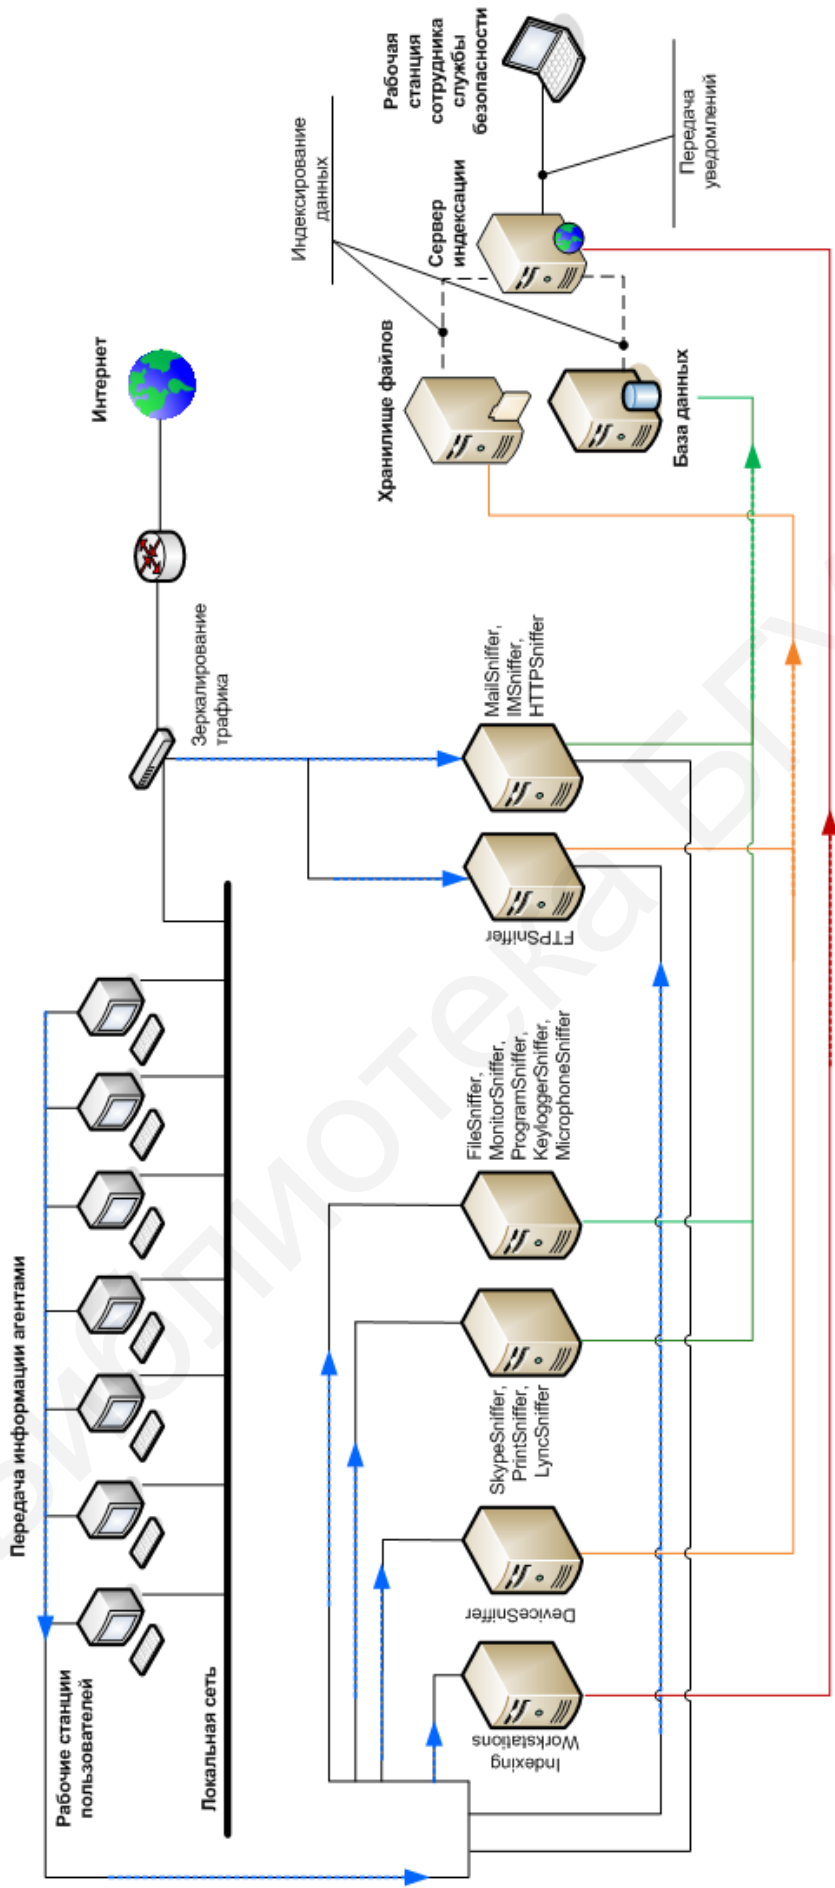 Передача информации агентами
Рабочие станции
пользователей
Локальная сеть
Интернет
Зеркалирование
трафика
Индексирование
данных
Рабочая
станция
сотрудника
службы
безопасности
Сервер
индексации
Передача
уведомлений
Хранилище файлов
База данных
MailSniffer,
IMSniffer,
HTTPSniffer
FTPSniffer
FileSniffer,
MonitorSniffer,
ProgramSniffer,
KeyloggerSniffer,
MicrophoneSniffer
SkypeSniffer,
PrintSniffer,
LyncSniffer
DeviceSniffer
Indexing
Workstations
Библиотека БГУ